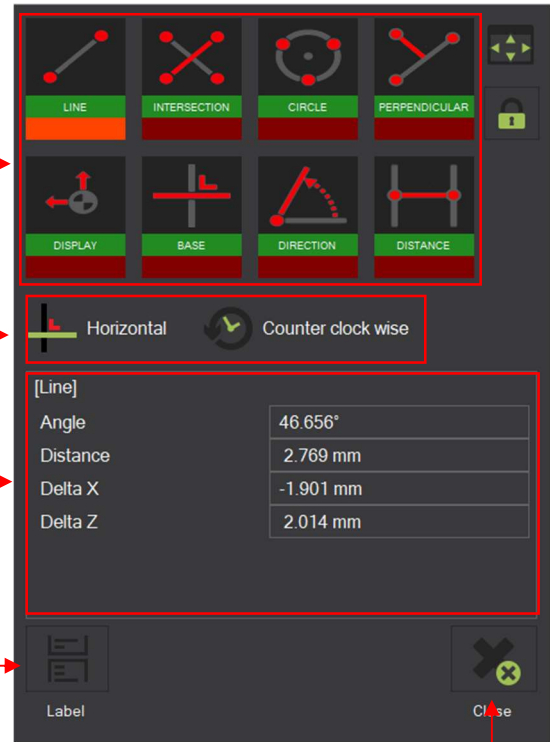 LINE INTERSECTION CIRCLE PERPENDICULAR
DISPLAY BASE DIRECTION DISTANCE
Horizontal Counter clock wise
[Line]
Angle 46.656°
Distance 2.769 mm
Delta X -1.901 mm
Delta Z 2.014 mm
Label Close